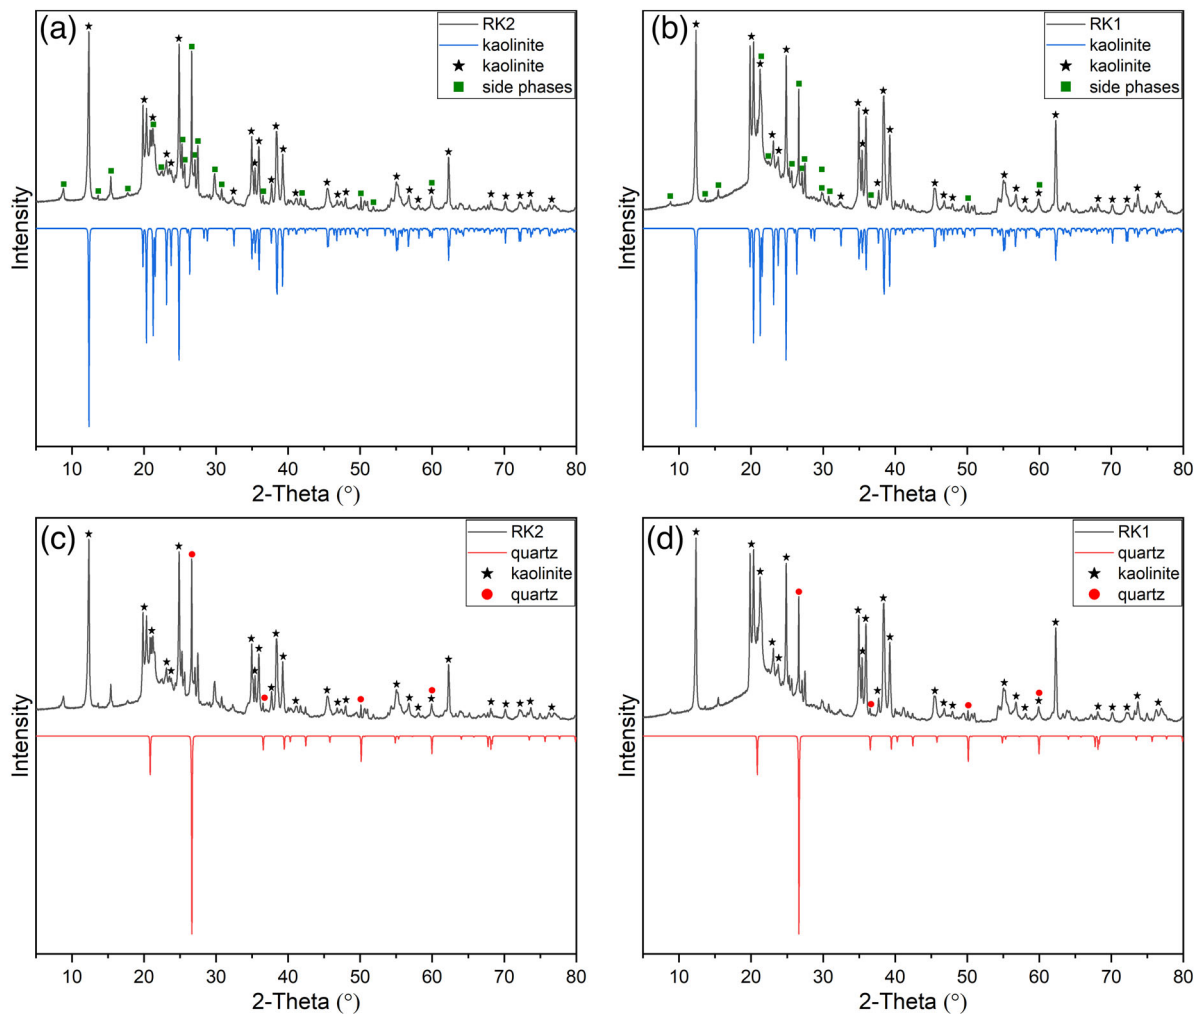 (a)
RK2
kaolinite
kaolinite
side phases
Intensity
10 20 30 40 50 60 70 80
2-Theta (°)
(b)
RK1
kaolinite
kaolinite
side phases
Intensity
10 20 30 40 50 60 70 80
2-Theta (°)
(c)
RK2
quartz
kaolinite
quartz
Intensity
10 20 30 40 50 60 70 80
2-Theta (°)
(d)
RK1
quartz
kaolinite
quartz
Intensity
10 20 30 40 50 60 70 80
2-Theta (°)